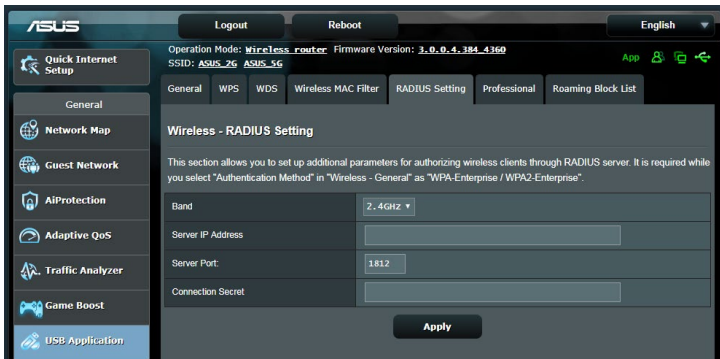 ASUS
Logout
Reboot
English
Quick Internet
Setup
Operation Mode: Wireless router Firmware Version: 3.0.0.4.384_4360
SSID: ASUS_2G ASUS_5G
App
General WPS WDS Wireless MAC Filter RADIUS Setting Professional Roaming Block List
General
Network Map
Guest Network
AiProtection
Adaptive QoS
Traffic Analyzer
Game Boost
USB Application
Wireless - RADIUS Setting
This section allows you to set up additional parameters for authorizing wireless clients through RADIUS server. It is required while
you select "Authentication Method" in "Wireless - General" as "WPA-Enterprise / WPA2-Enterprise".
Band 2.4GHz
Server IP Address
Server Port: 1812
Connection Secret
Apply